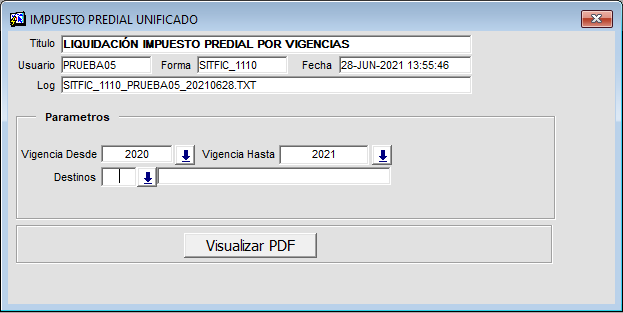 IMPUESTO PREDIAL UNIFICADO
Titulo LIQUIDACIÓN IMPUESTO PREDIAL POR VIGENCIAS
Usuario PRUEBA05 Forma SITFIC_1110 Fecha 28-JUN-2021 13:55:46
Log SITFIC_1110_PRUEBA05_20210628.TXT
Parametros
Vigencia Desde 2020 Vigencia Hasta 2021
Destinos
Visualizar PDF